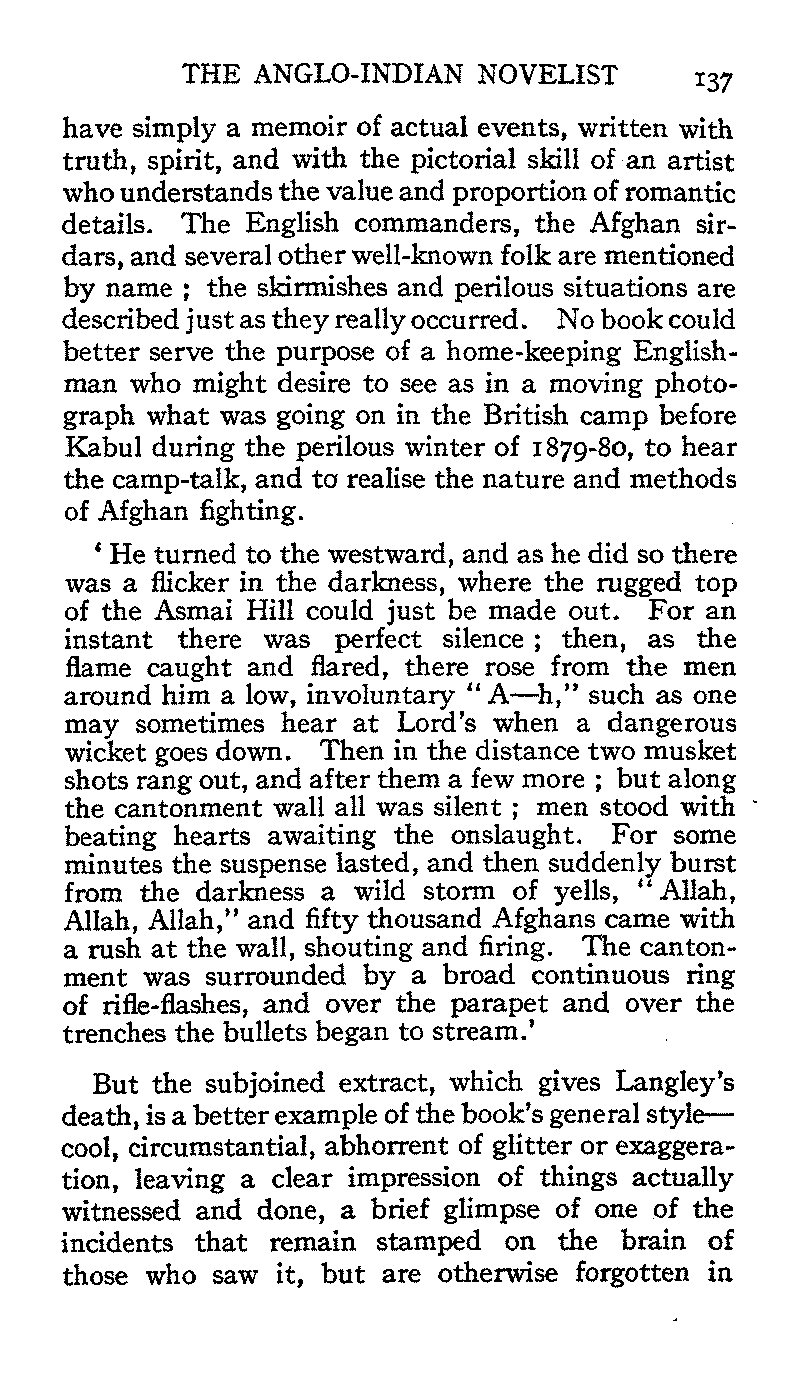 THE ANGLO-INDIAN NOVELIST 137
have simply a memoir of actual events, written with
truth, spirit, and with the pictorial skill of an artist
who understands the value and proportion of romantic
details. The English commanders, the Afghan sir-
dars, and several other well-known folk are mentioned
by name ; the skirmishes and perilous situations are
described just as they really occurred. No book could
better serve the purpose of a home-keeping English-
man who might desire to see as in a moving photo-
graph what was going on in the British camp before
Kabul during the perilous winter of 1879-80, to hear
the camp-talk, and to realise the nature and methods
of Afghan fighting.
‘ He turned to the westward, and as he did so there
was a flicker in the darkness, where the rugged top
of the Asmai Hill could just be made out. For an
instant there was perfect silence ; then, as the
flame caught and flared, there rose from the men
around him a low, involuntary “ A—h,” such as one
may sometimes hear at Lord’s when a dangerous
wicket goes down. Then in the distance two musket
shots rang out, and after them a few more ; but along
the cantonment wall all was silent ; men stood with
beating hearts awaiting the onslaught. For some
minutes the suspense lasted, and then suddenly burst
from the darkness a wild storm of yells, “ Allah,
Allah, Allah,” and fifty thousand Afghans came with
a rush at the wall, shouting and firing. The canton-
ment was surrounded by a broad continuous ring
of rifle-flashes, and over the parapet and over the
trenches the bullets began to stream.’
But the subjoined extract, which gives Langley’s
death, is a better example of the book’s general style—
cool, circumstantial, abhorrent of glitter or exaggera-
tion, leaving a clear impression of things actually
witnessed and done, a brief glimpse of one of the
incidents that remain stamped on the brain of
those who saw it, but are otherwise forgotten in